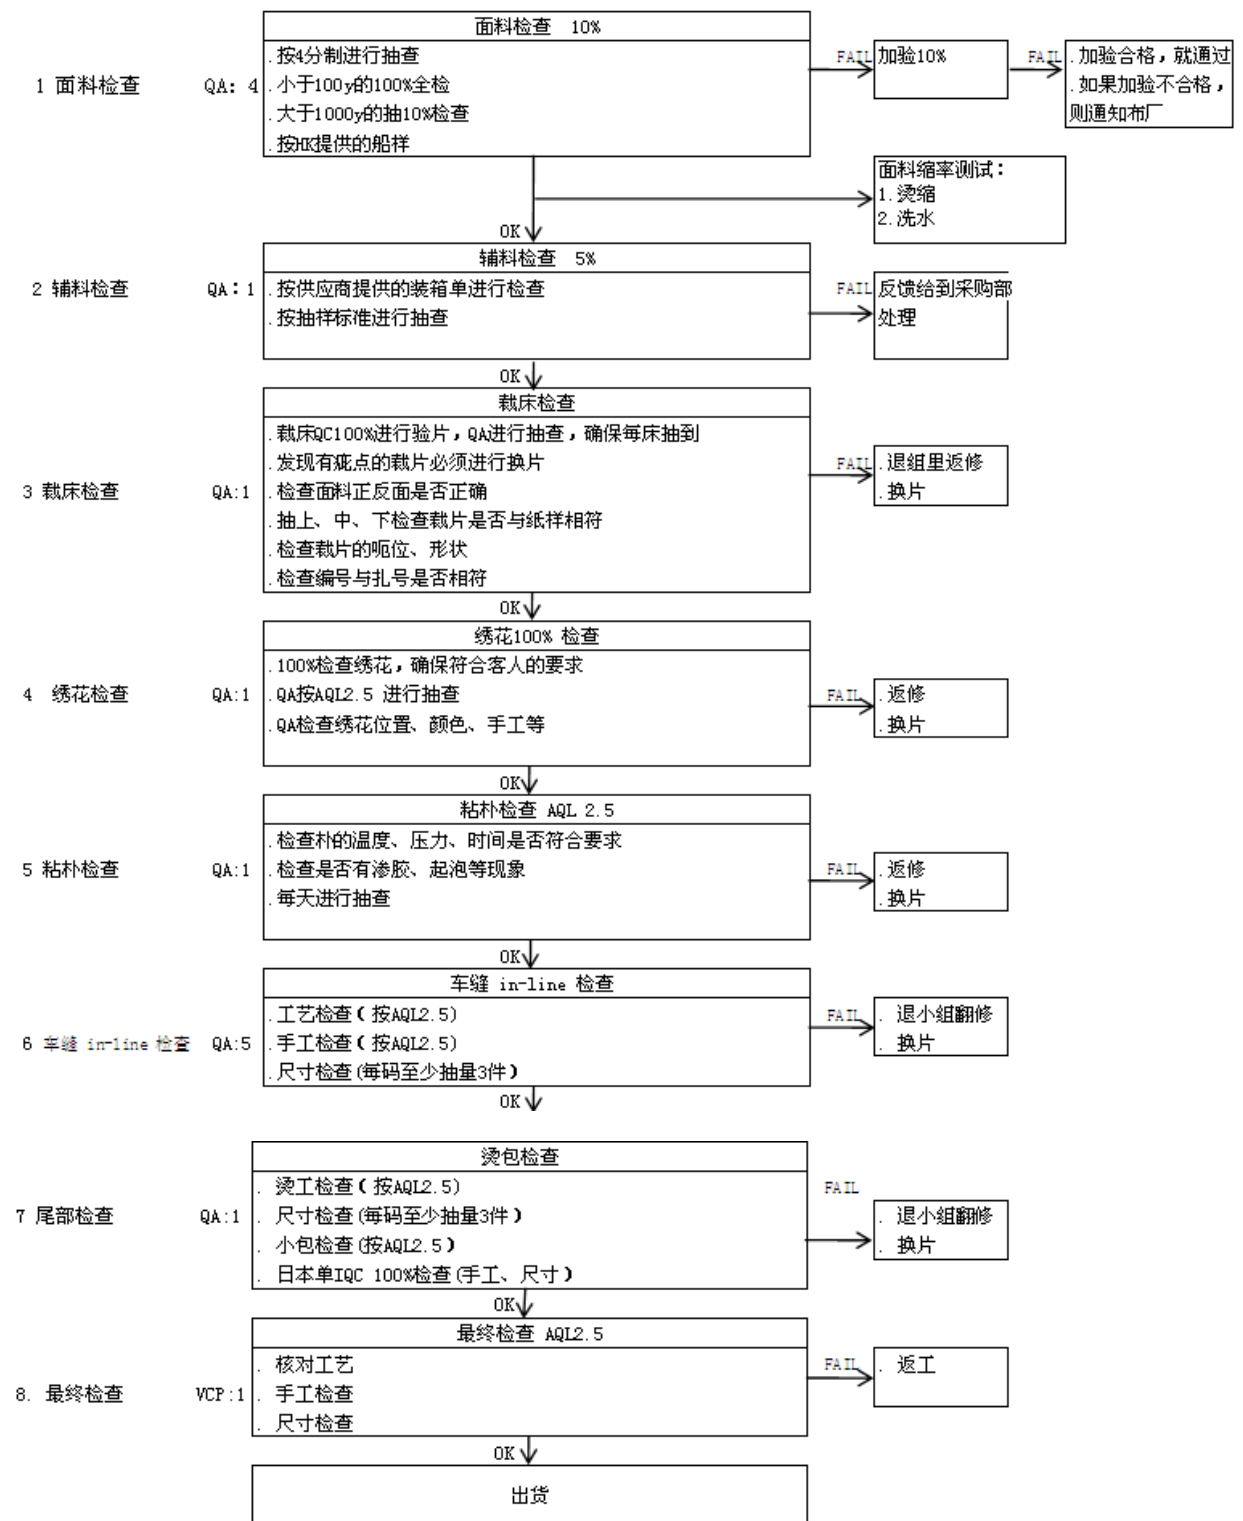 面料检查 10%
1 面料检查 QA: 4
.按4分制进行抽查
.小于100y的100%全检
.大于1000y的抽10%检查
.按HK提供的船样
FAIL
加验10%
FAIL
.加验合格，就通过
.如果加验不合格，
则通知布厂
面料缩率测试：
1.烫缩
2.洗水
OK
辅料检查 5%
2 辅料检查 QA：1
.按供应商提供的装箱单进行检查
.按抽样标准进行抽查
FAIL
反馈给到采购部
处理
OK
裁床检查
3 裁床检查 QA:1
.裁床QC100%进行验片，QA进行抽查，确保每床抽到
.发现有疵点的裁片必须进行换片
.检查面料正反面是否正确
.抽上、中、下检查裁片是否与纸样相符
.检查裁片的呃位、形状
.检查编号与扎号是否相符
FAIL
.退组里返修
.换片
OK
绣花100% 检查
4 绣花检查 QA:1
.100%检查绣花，确保符合客人的要求
.QA按AQL2.5 进行抽查
.QA检查绣花位置、颜色、手工等
FAIL
.返修
.换片
OK
粘朴检查 AQL 2.5
5 粘朴检查 QA:1
.检查朴的温度、压力、时间是否符合要求
.检查是否有渗胶、起泡等现象
.每天进行抽查
FAIL
.返修
.换片
OK
车缝 in-line 检查
6 车缝 in-line 检查 QA:5
.工艺检查(按AQL2.5)
.手工检查(按AQL2.5)
.尺寸检查(每码至少抽量3件)
FAIL
. 退小组翻修
. 换片
OK
烫包检查
7 尾部检查 QA:1
. 烫工检查(按AQL2.5)
. 尺寸检查(每码至少抽量3件)
. 小包检查(按AQL2.5)
. 日本单IQC 100%检查(手工、尺寸)
FAIL
. 退小组翻修
. 换片
OK
最终检查 AQL2.5
8. 最终检查 VCP:1
. 核对工艺
. 手工检查
. 尺寸检查
FAIL
. 返工
OK
出货